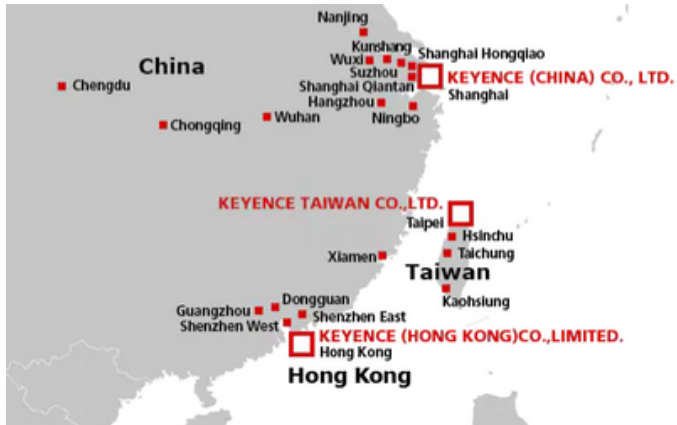 Nanjing
Kunshang
Shanghai Hongqiao
Wuxi
China
Suzhou
KEYENCE (CHINA) CO., LTD.
Chengdu
Shanghai Qiantan
Shanghai
Hangzhou
Chongqing
Wuhan
Ningbo
KEYENCE TAIWAN CO.,LTD.
Taipei
Hsinchu
Xiamen
Taichung
Taiwan
Kaohsiung
Dongguan
Guangzhou
Shenzhen East
Shenzhen West
KEYENCE (HONG KONG)CO.,LIMITED.
Hong Kong
Hong Kong